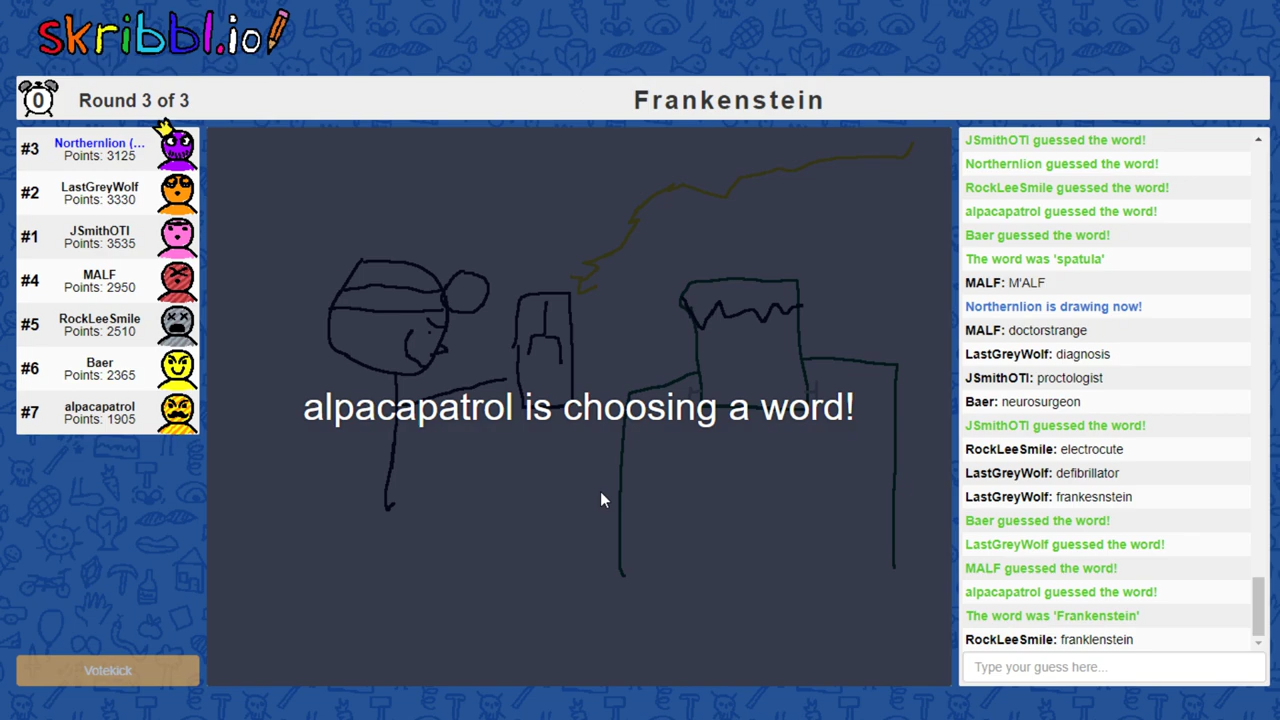 skribbl.io
0
Round 3 of 3
Frankenstein
#3
Northernlion (...
Points: 3125
#2
LastGreyWolf
Points: 3330
#1
JSmithOTI
Points: 3535
#4
MALF
Points: 2950
#5
RockLeeSmile
Points: 2510
#6
Baer
Points: 2365
#7
alpacapatrol
Points: 1905
Votekick
alpacapatrol is choosing a word!
JSmithOTI guessed the word!
Northernlion guessed the word!
RockLeeSmile guessed the word!
alpacapatrol guessed the word!
Baer guessed the word!
The word was 'spatula'
MALF: M'ALF
Northernlion is drawing now!
MALF: doctorstrange
LastGreyWolf: diagnosis
JSmithOTI: proctologist
Baer: neurosurgeon
JSmithOTI guessed the word!
RockLeeSmile: electrocute
LastGreyWolf: defibrillator
LastGreyWolf: frankesnstein
Baer guessed the word!
LastGreyWolf guessed the word!
MALF guessed the word!
alpacapatrol guessed the word!
The word was 'Frankenstein'
RockLeeSmile: franklenstein
Type your guess here...